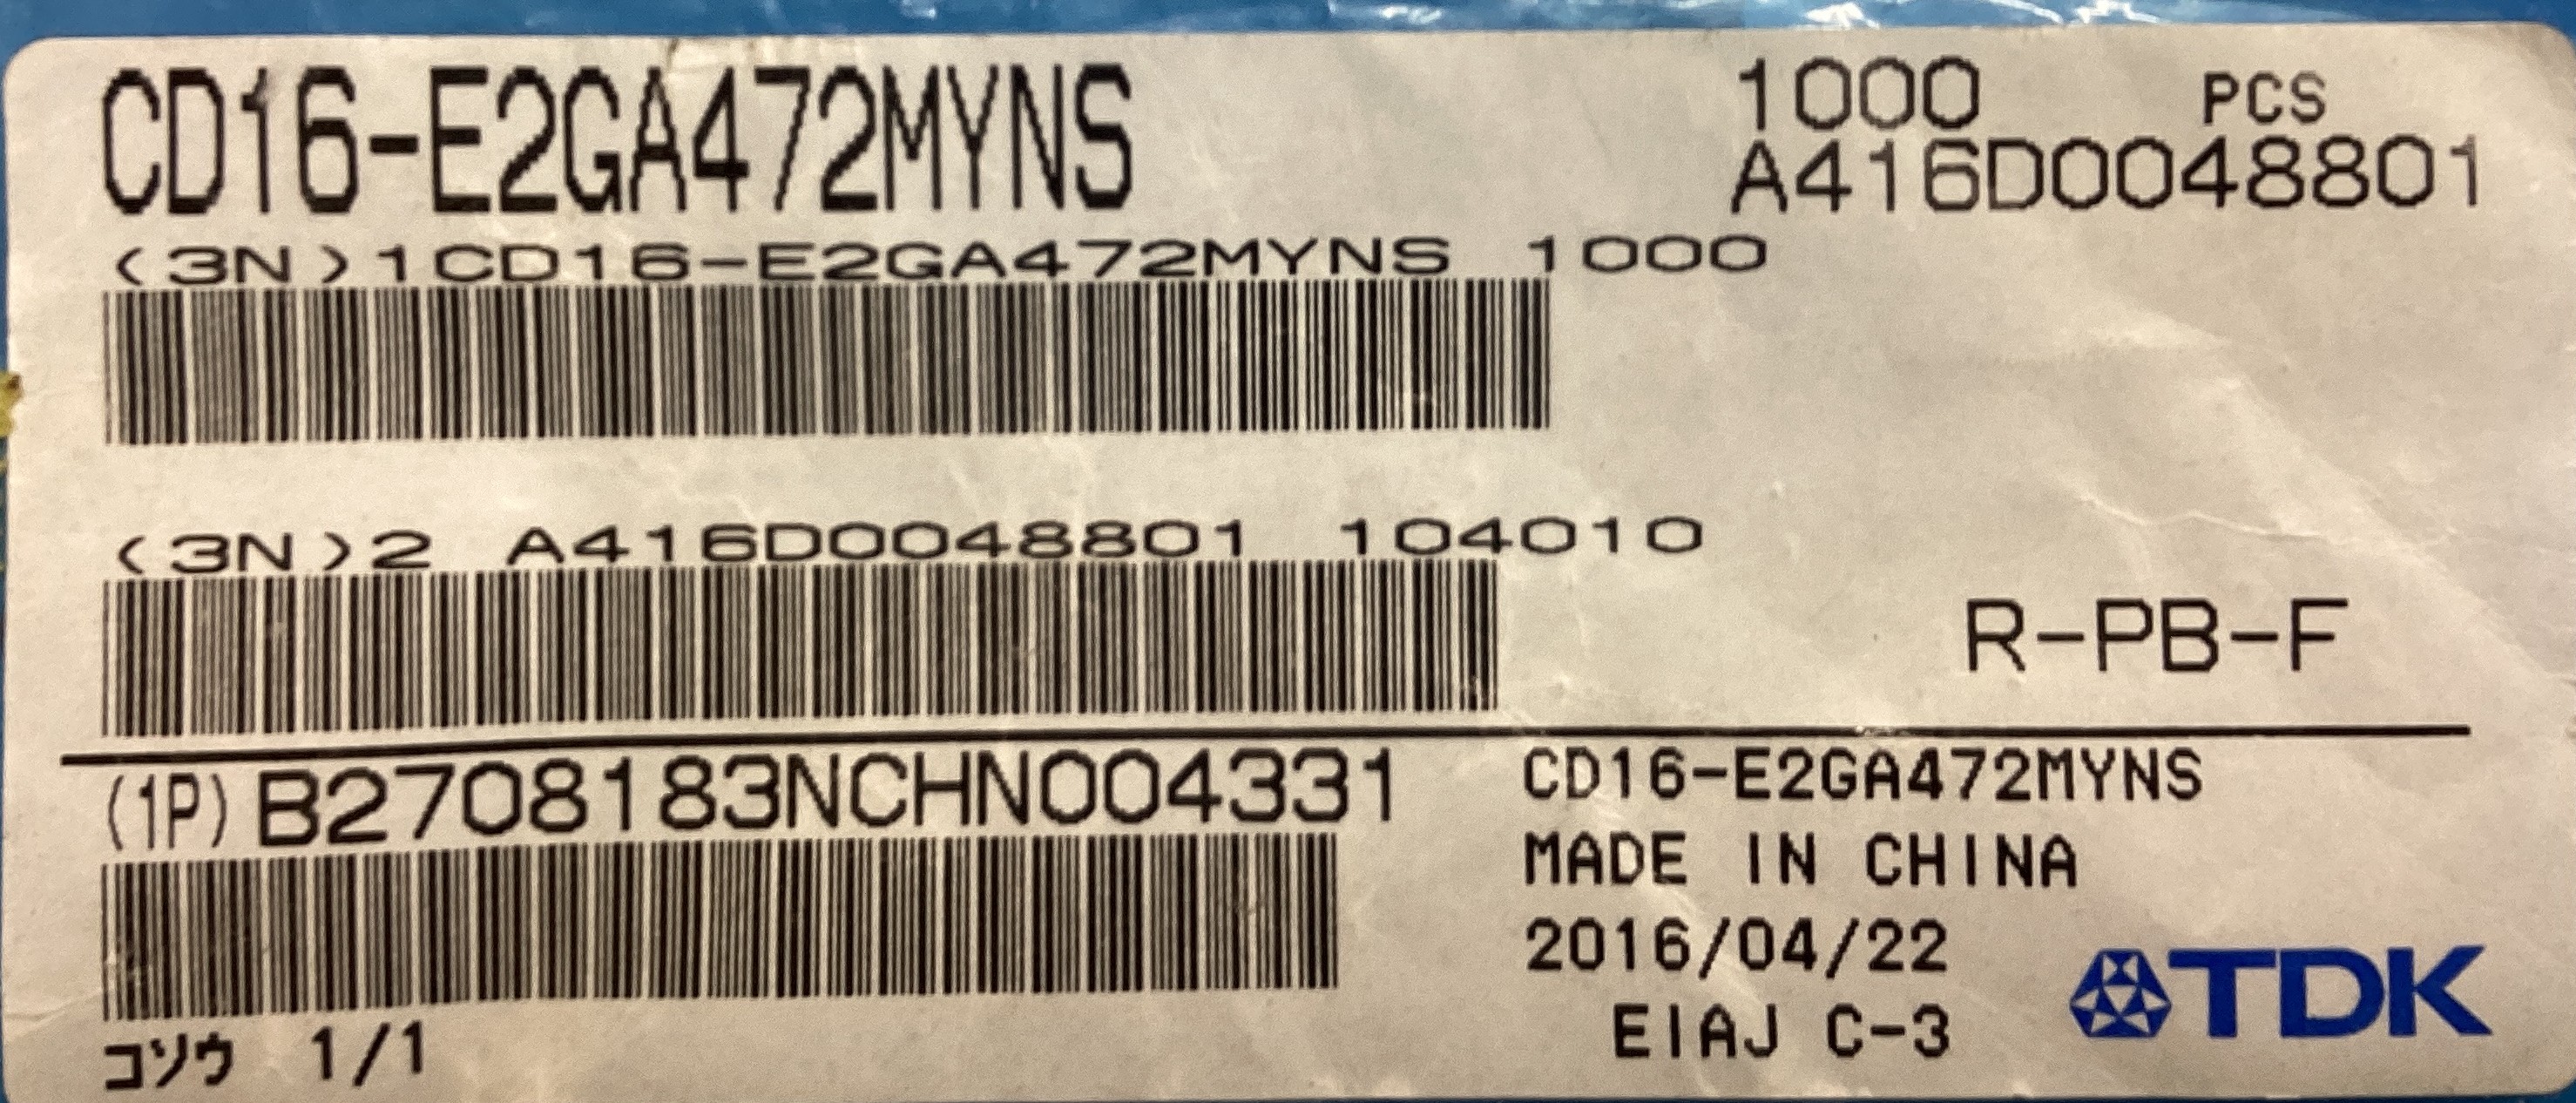 CD16-E2GA472MYNS
1000 PCS
A416D0048801
(3N)1CD16-E2GA472MYNS 1000
(3N)2 A416D0048801 104010
R-PB-F
(1P) B2708183NCHN004331
CD16-E2GA472MYNS
MADE IN CHINA
2016/04/22
EIAJ C-3
TDK
コソウ 1/1